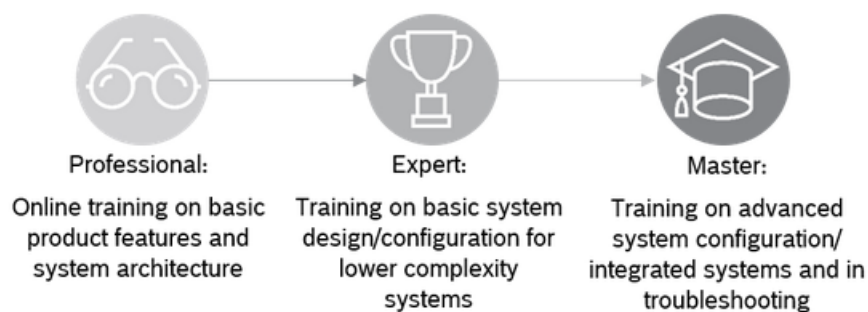 Professional:
Online training on basic
product features and
system architecture
Expert:
Training on basic system
design/configuration for
lower complexity
systems
Master:
Training on advanced
system configuration/
integrated systems and in
troubleshooting